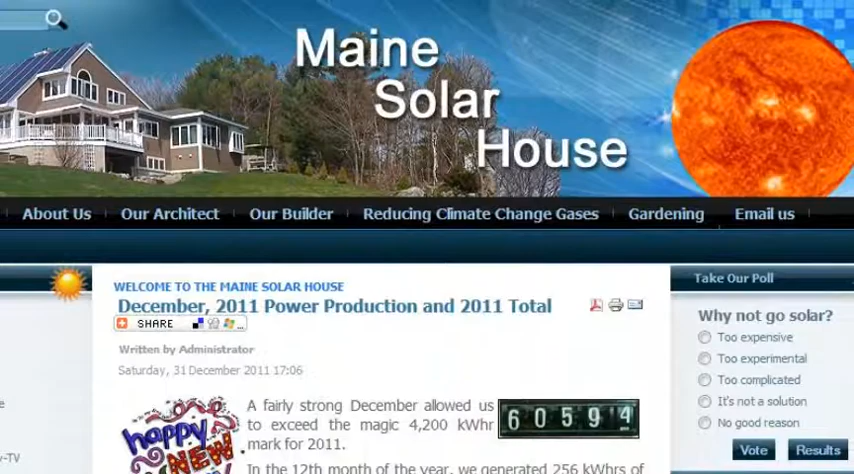 Maine
Solar
House
About Us
Our Architect
Our Builder
Reducing Climate Change Gases
Gardening
Email us
WELCOME TO THE MAINE SOLAR HOUSE
December, 2011 Power Production and 2011 Total
SHARE
Written by Administrator
Saturday, 31 December 2011 17:06
happy
NEW
A fairly strong December allowed us
to exceed the magic 4,200 kWhr
mark for 2011.
60594
In the 12th month of the year, we generated 256 kWhrs of
y-TV
Take Our Poll
Why not go solar?
Too expensive
Too experimental
Too complicated
It's not a solution
No good reason
Vote
Results